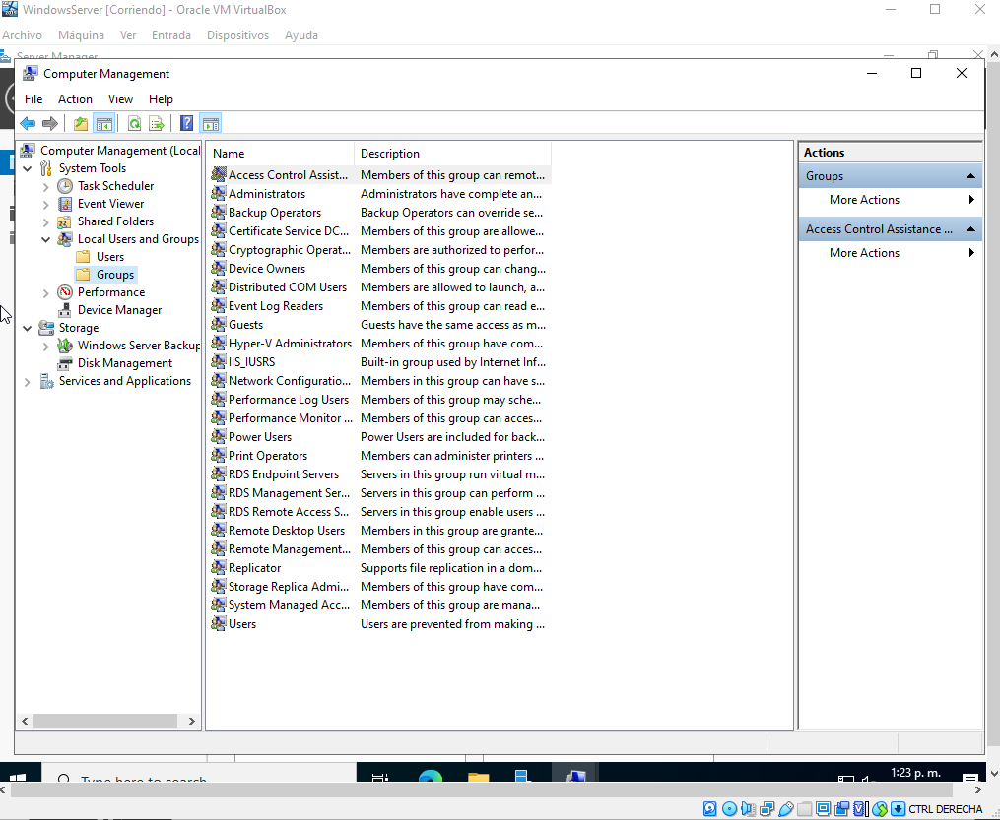 WindowsServer [Corriendo] - Oracle VM VirtualBox
Archivo Máquina Ver Entrada Dispositivos Ayuda
Server Manager
Computer Management
File Action View Help
Computer Management (Local
System Tools
Task Scheduler
Event Viewer
Shared Folders
Local Users and Groups
Users
Groups
Performance
Device Manager
Storage
Windows Server Backup
Disk Management
Services and Applications
Name Description
Access Control Assist... Members of this group can remot...
Administrators Administrators have complete an...
Backup Operators Backup Operators can override se...
Certificate Service DC... Members of this group are allowe...
Cryptographic Operat... Members are authorized to perfor...
Device Owners Members of this group can chang...
Distributed COM Users Members are allowed to launch, a...
Event Log Readers Members of this group can read e...
Guests Guests have the same access as m...
Hyper-V Administrators Members of this group have com...
IIS_IUSRS Built-in group used by Internet Inf...
Network Configuratio... Members in this group can have s...
Performance Log Users Members of this group may sche...
Performance Monitor ... Members of this group can acces...
Power Users Power Users are included for back...
Print Operators Members can administer printers ...
RDS Endpoint Servers Servers in this group run virtual m...
RDS Management Ser... Servers in this group can perform ...
RDS Remote Access S... Servers in this group enable users ...
Remote Desktop Users Members in this group are grante...
Remote Management... Members of this group can acces...
Replicator Supports file replication in a dom...
Storage Replica Admi... Members of this group have com...
System Managed Acc... Members of this group are mana...
Users Users are prevented from making ...
Actions
Groups
More Actions
Access Control Assistance ...
More Actions
Type here to search
1:23 p. m.
CTRL DERECHA